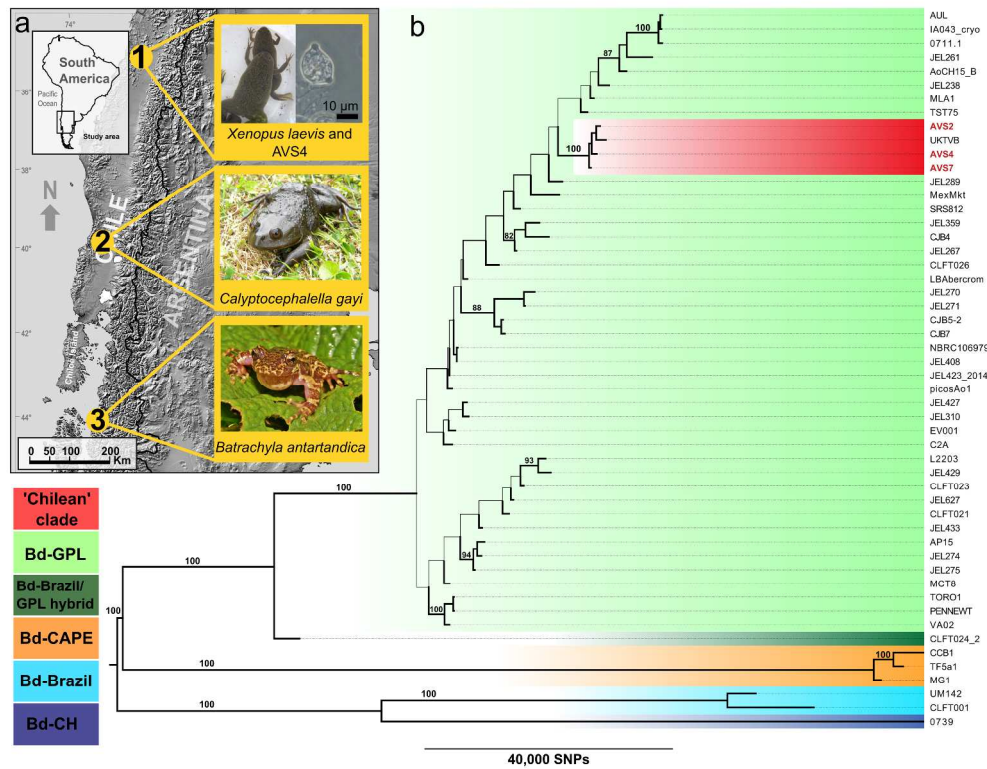 a
74°
1
South
America
Pacific
Ocean
Study area
36°
10 µm
Xenopus laevis and
AVS4
38°
N
CHILE
ARGENTINA
2
40°
Calyptocephalella gayi
42°
3
44°
Batrachyla antartandica
0 50 100 200
Km
'Chilean'
clade
Bd-GPL
Bd-Brazil/
GPL hybrid
Bd-CAPE
Bd-Brazil
Bd-CH
b
AUL
100
IA043_cryo
0711.1
87
JEL261
AoCH15_B
JEL238
MLA1
TST75
AVS2
UKTVB
100
AVS4
AVS7
JEL289
MexMkt
SRS812
JEL359
82
CJB4
JEL267
CLFT026
LBAbercrom
JEL270
88
JEL271
CJB5-2
CJB7
NBRC106979
JEL408
JEL423_2014
picosAo1
JEL427
JEL310
EV001
C2A
L2203
93
JEL429
CLFT023
100
JEL627
CLFT021
JEL433
AP15
94
JEL274
100
JEL275
MCT8
TORO1
100
PENNEWT
100
VA02
CLFT024_2
CCB1
100
100
TF5a1
MG1
100
UM142
100
CLFT001
0739
40,000 SNPs